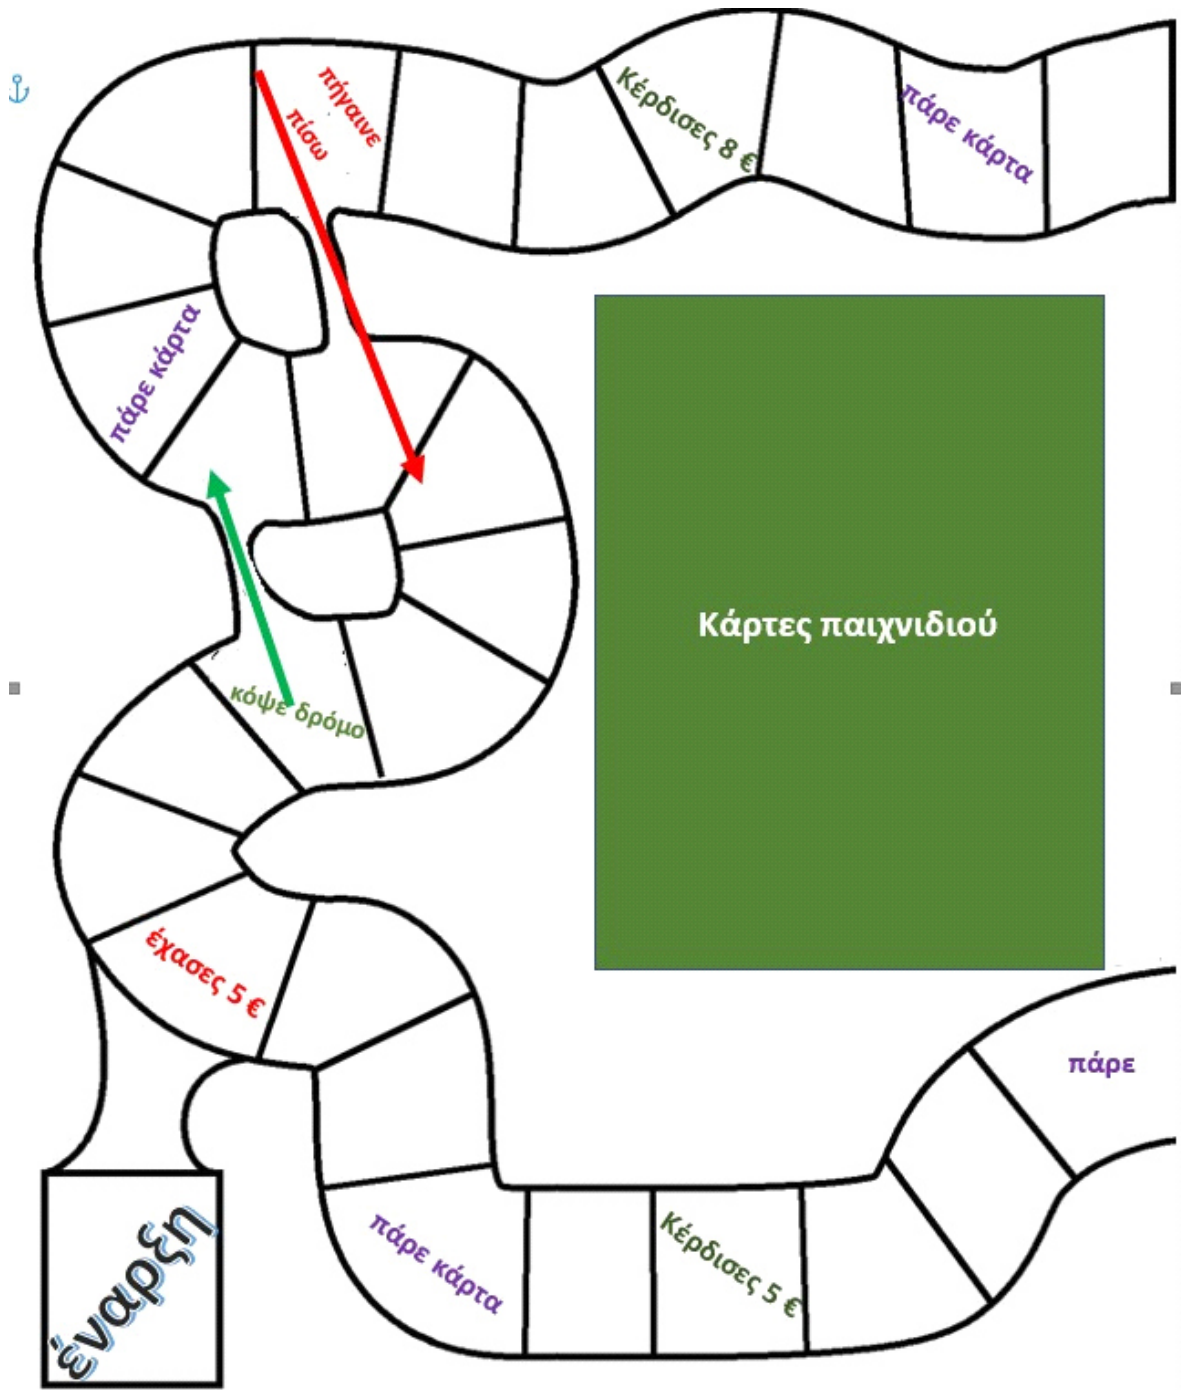 πήγαινε
πίσω
Κέρδισες 8 €
πάρε κάρτα
πάρε κάρτα
Κάρτες παιχνιδιού
κόψε δρόμο
έχασες 5 €
πάρε
πάρε κάρτα
Κέρδισες 5 €
έναρξη